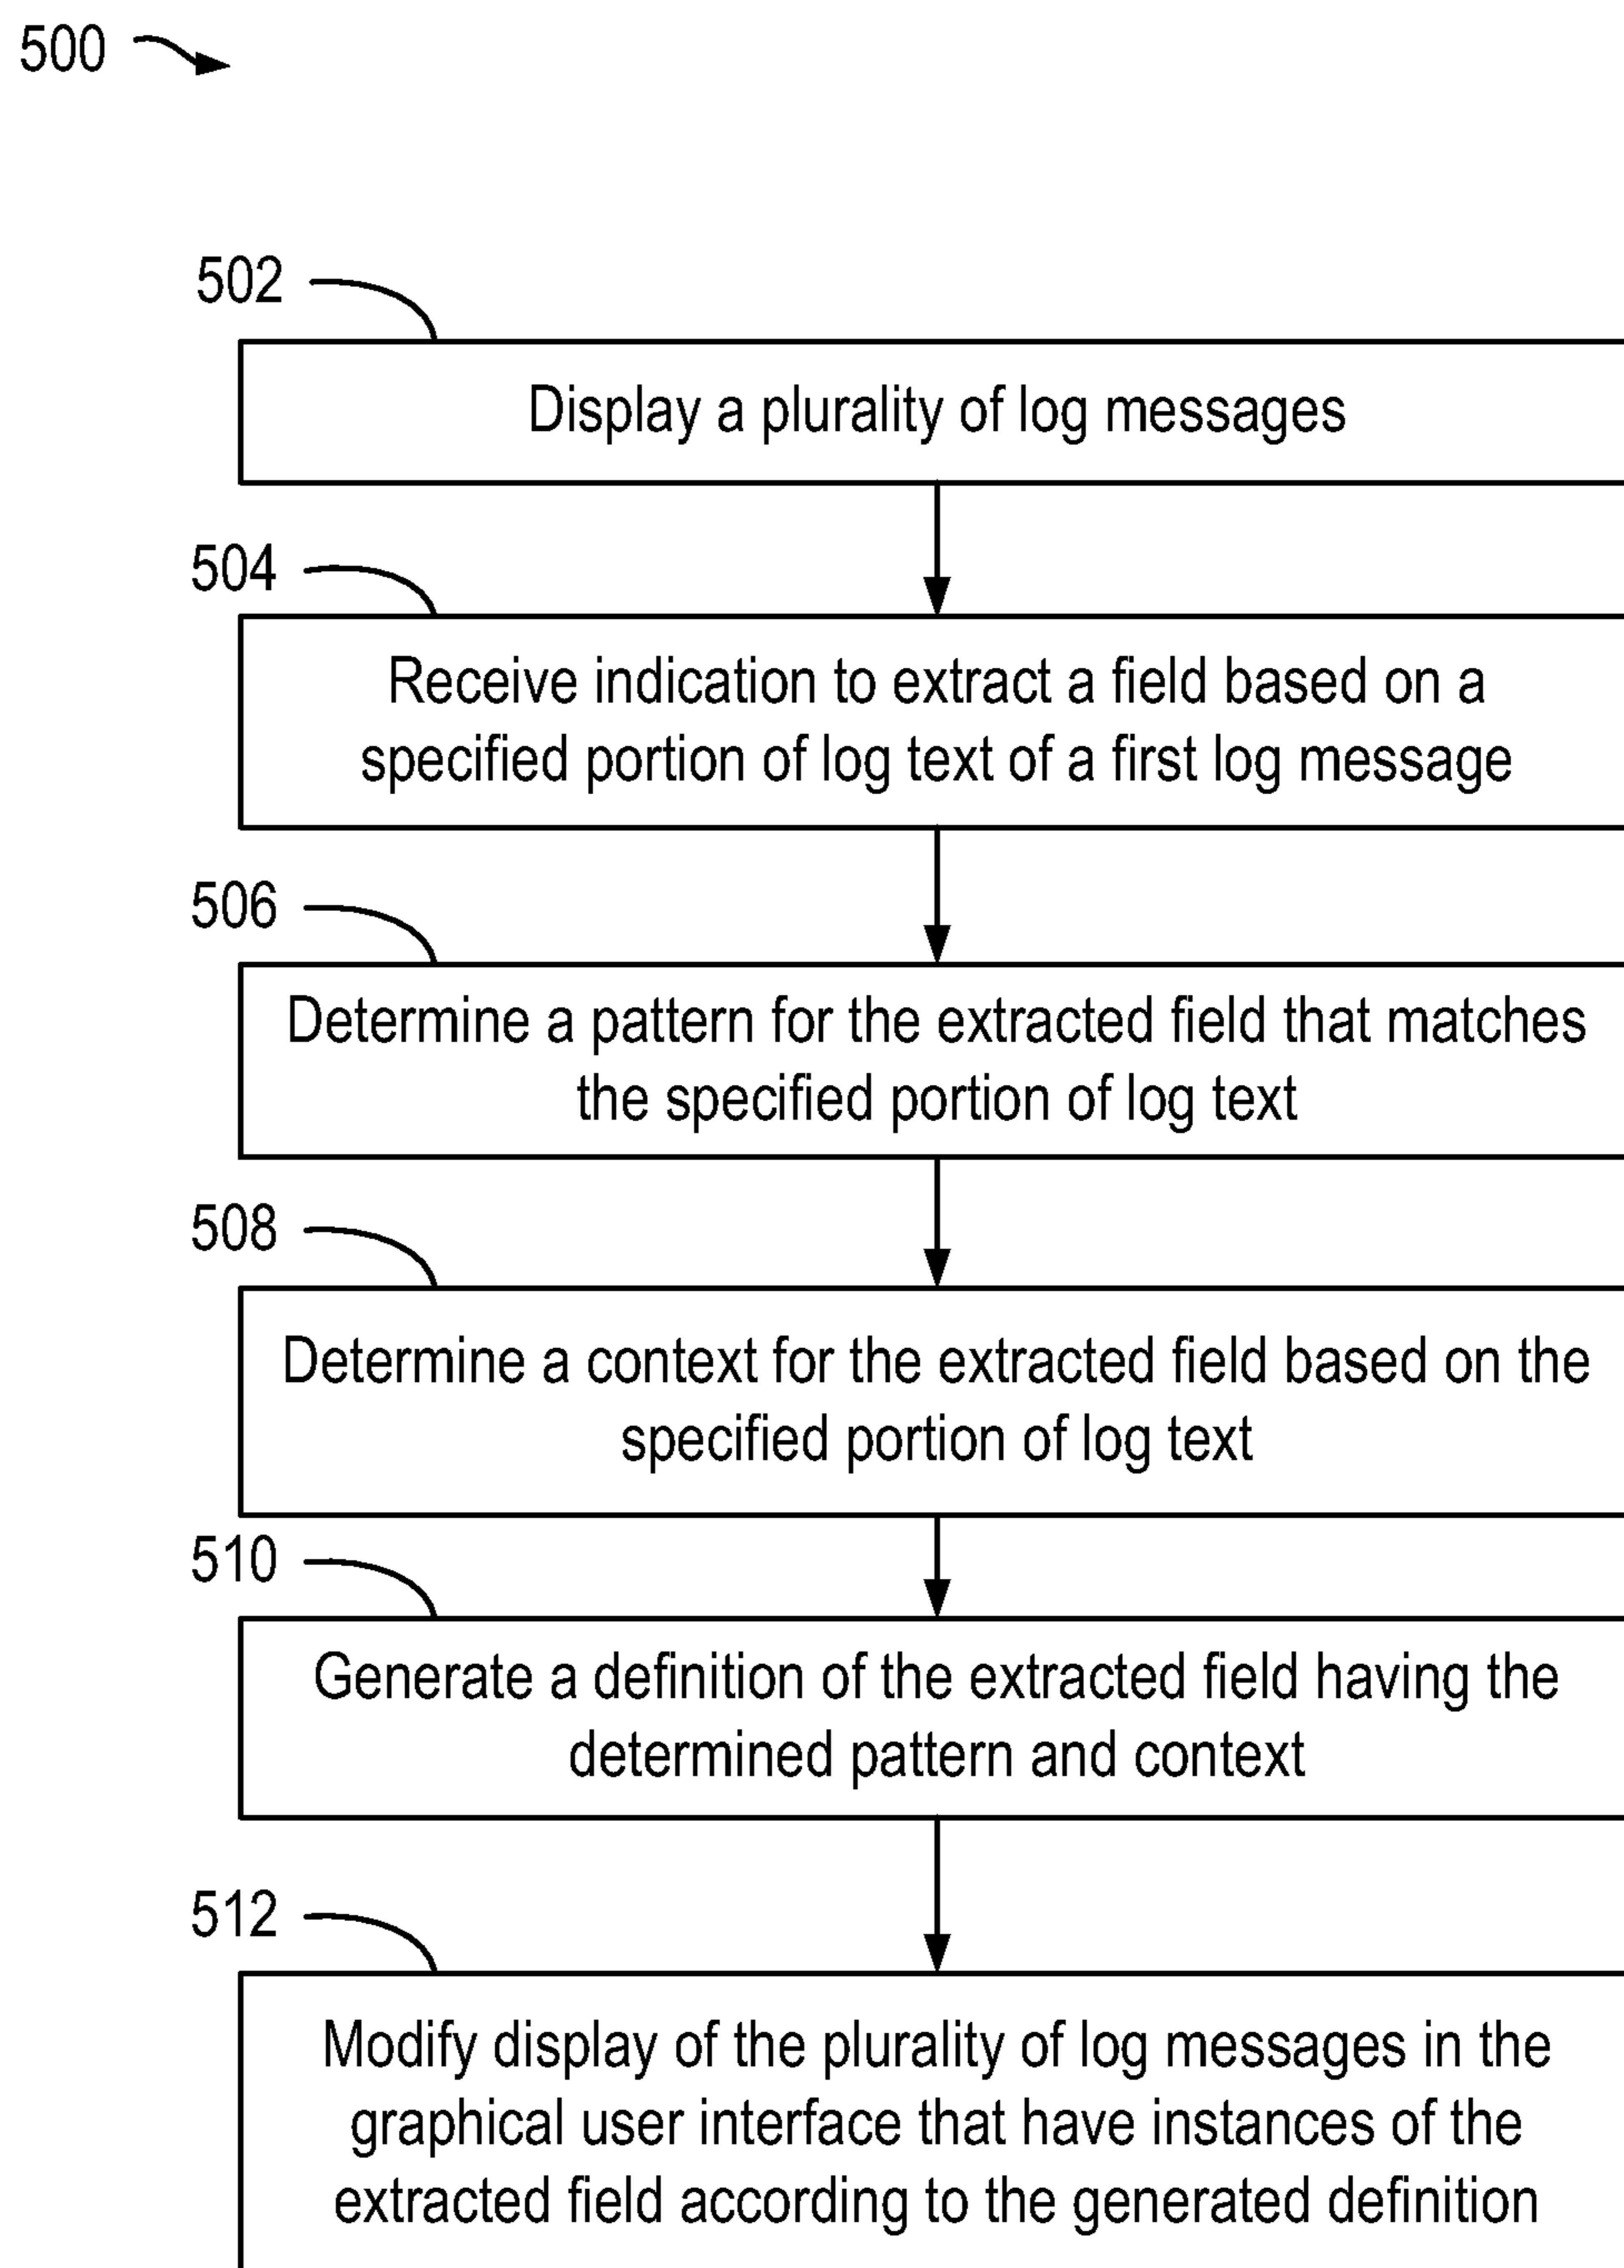 500
502
Display a plurality of log messages
504
Receive indication to extract a field based on a
specified portion of log text of a first log message
506
Determine a pattern for the extracted field that matches
the specified portion of log text
508
Determine a context for the extracted field based on the
specified portion of log text
510
Generate a definition of the extracted field having the
determined pattern and context
512
Modify display of the plurality of log messages in the
graphical user interface that have instances of the
extracted field according to the generated definition